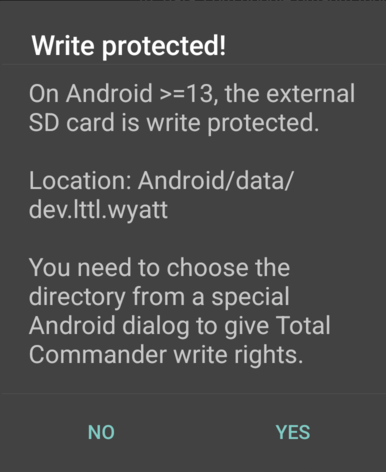 Write protected!
On Android >=13, the external
SD card is write protected.
Location: Android/data/
dev.lttl.wyatt
You need to choose the
directory from a special
Android dialog to give Total
Commander write rights.
NO
YES